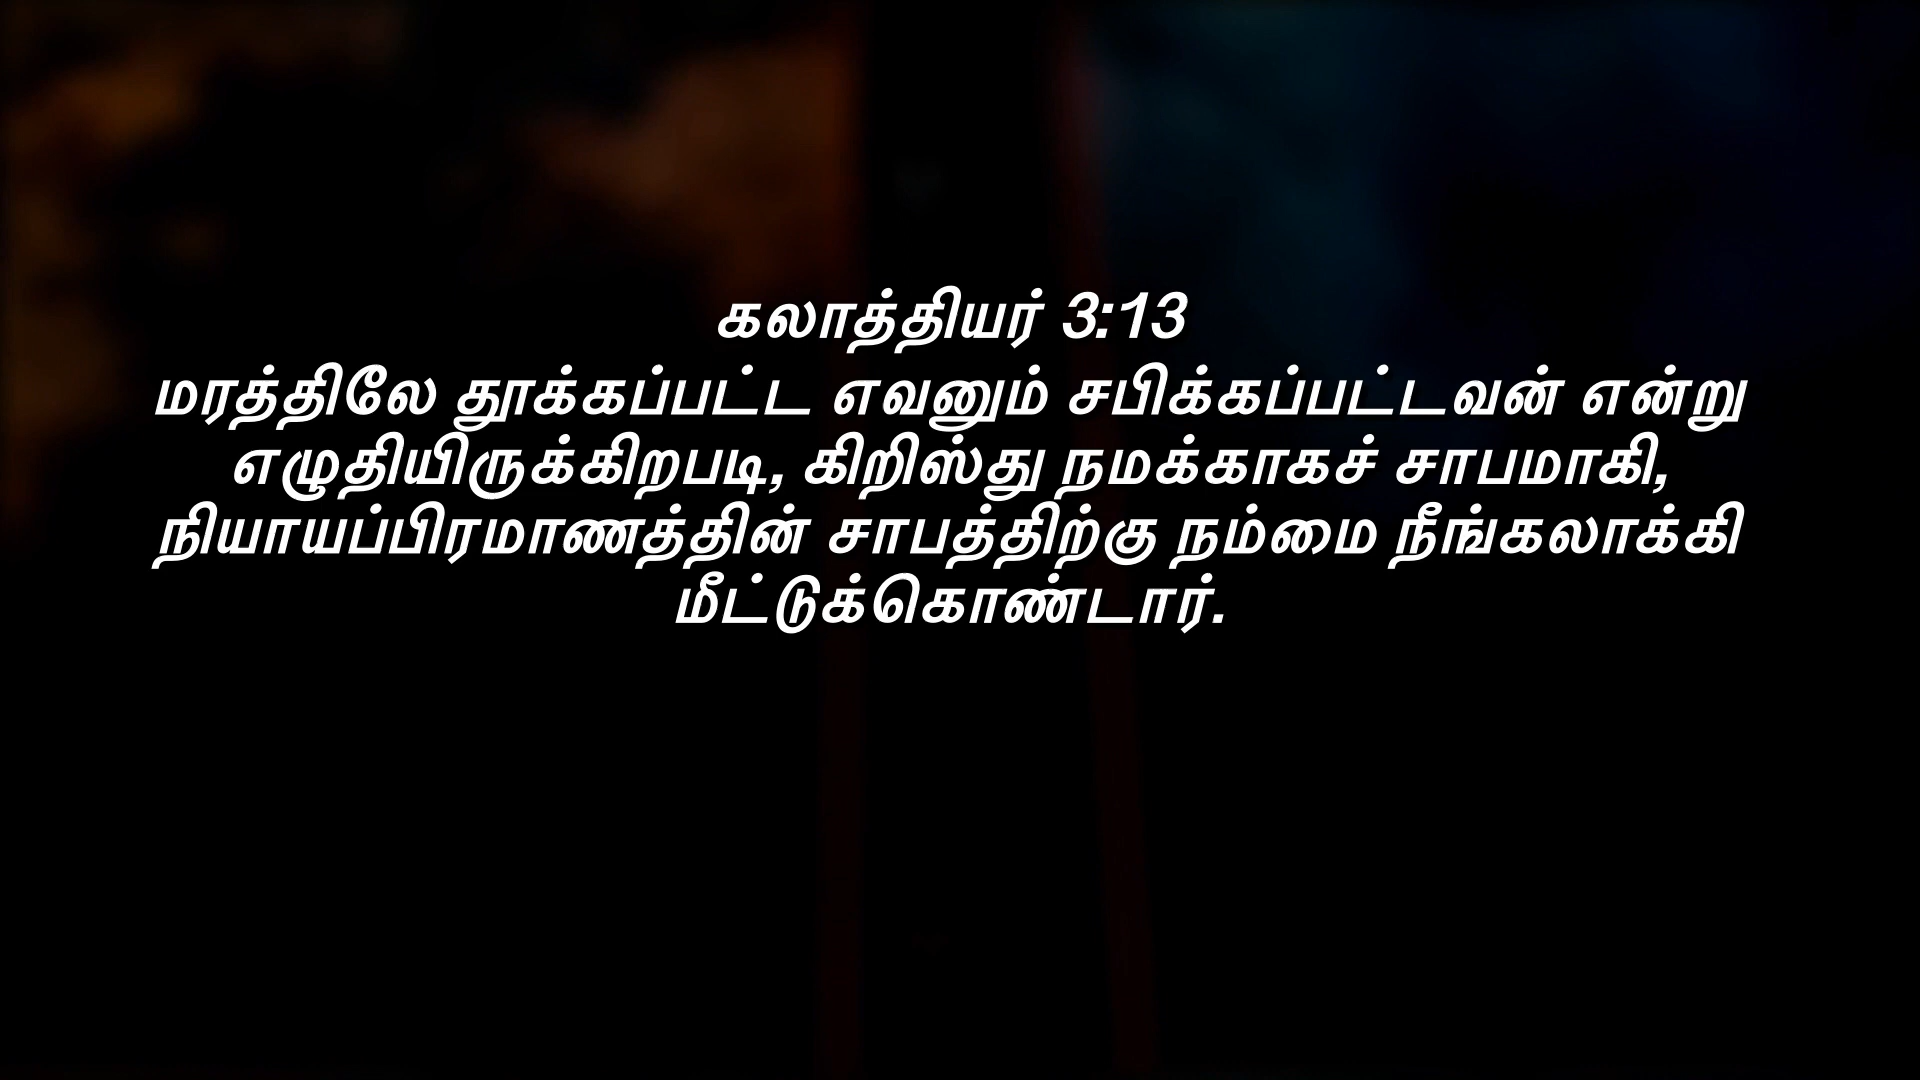 கலாத்தியர் 3:13
மரத்திலே தூக்கப்பட்ட எவனும் சபிக்கப்பட்டவன் என்று
எழுதியிருக்கிறபடி, கிறிஸ்து நமக்காகச் சாபமாகி,
நியாயப்பிரமாணத்தின் சாபத்திற்கு நம்மை நீங்கலாக்கி
மீட்டுக்கொண்டார்.